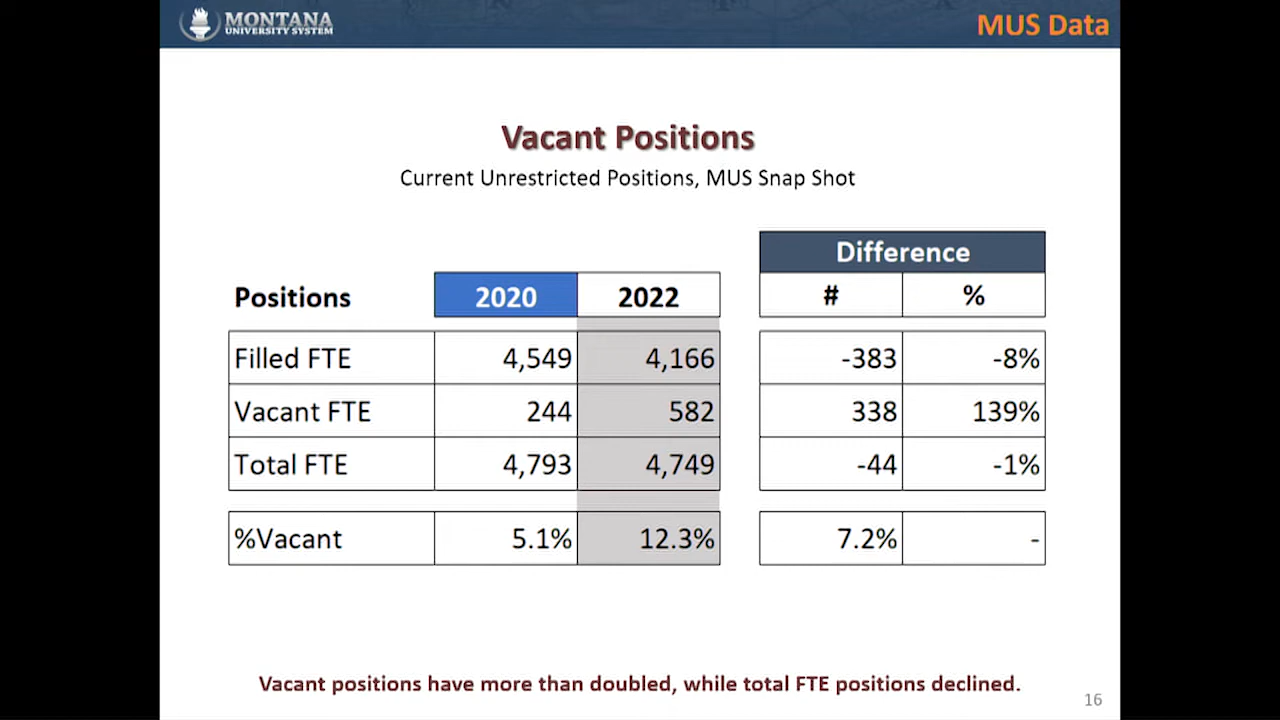 MONTANA
UNIVERSITY SYSTEM
MUS Data
Vacant Positions
Current Unrestricted Positions, MUS Snap Shot
Difference
Positions 2020 2022 # %
Filled FTE 4,549 4,166 -383 -8%
Vacant FTE 244 582 338 139%
Total FTE 4,793 4,749 -44 -1%
%Vacant 5.1% 12.3% 7.2% -
Vacant positions have more than doubled, while total FTE positions declined.
16